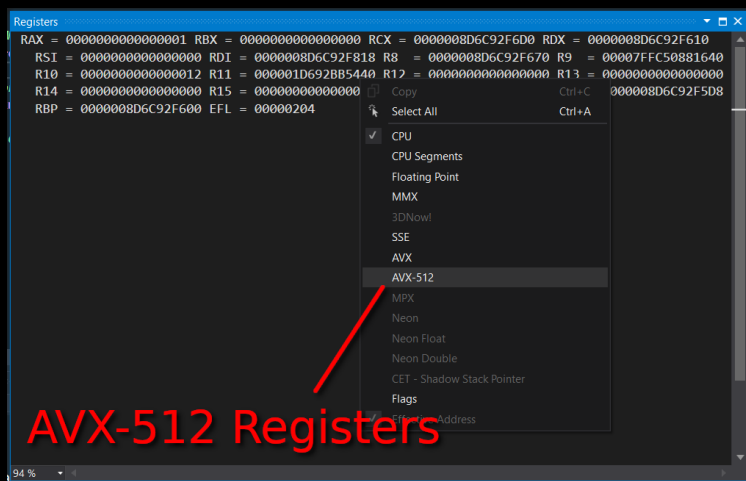 Registers
RAX = 0000000000000001 RBX = 0000000000000000 RCX = 0000008D6C92F6D0 RDX = 0000008D6C92F610
RSI = 0000000000000000 RDI = 0000008D6C92F818 R8 = 0000008D6C92F670 R9 = 00007FFC50881640
R10 = 0000000000000012 R11 = 000001D692BB5440 R12 = 0000000000000000 R13 = 0000000000000000
R14 = 0000000000000000 R15 = 0000000000000 000008D6C92F5D8
RBP = 0000008D6C92F600 EFL = 00000204
Copy Ctrl+C
Select All Ctrl+A
CPU
CPU Segments
Floating Point
MMX
3DNow!
SSE
AVX
AVX-512
MPX
Neon
Neon Float
Neon Double
CET - Shadow Stack Pointer
Flags
Effective Address
AVX-512 Registers
94 %